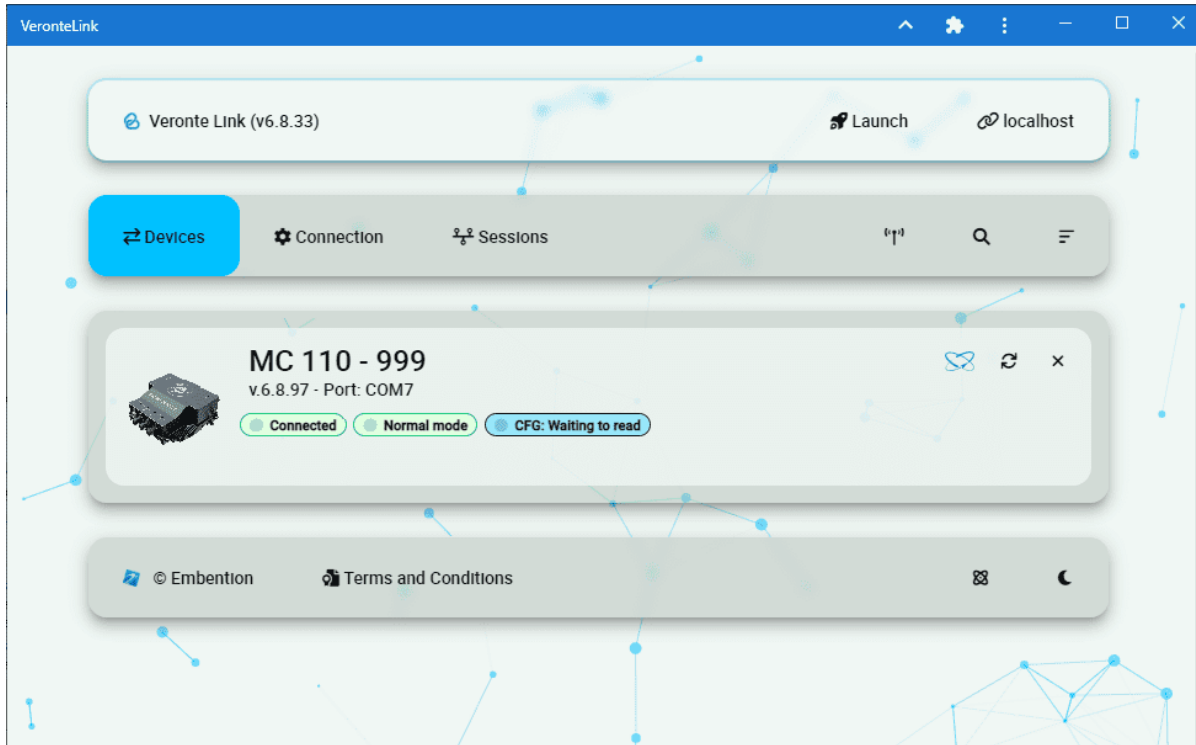 VeronteLink
Veronte Link (v6.8.33)
Launch
localhost
Devices
Connection
Sessions
MC 110 - 999
v.6.8.97 - Port: COM7
Connected
Normal mode
CFG: Waiting to read
© Embention
Terms and Conditions